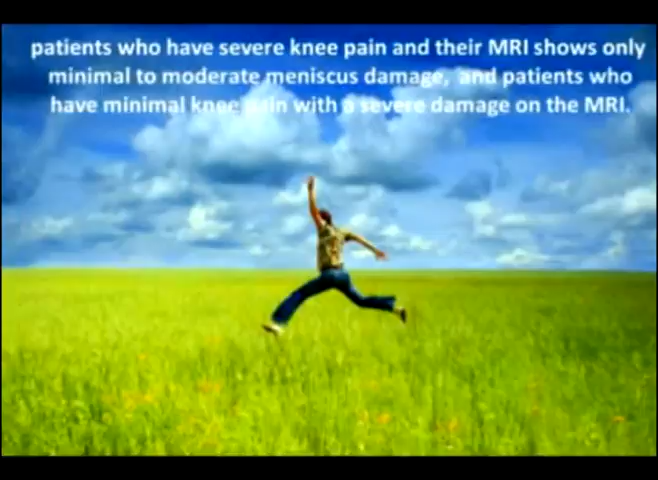 patients who have severe knee pain and their MRI shows only
minimal to moderate meniscus damage, and patients who
have minimal knee pain with a severe damage on the MRI.